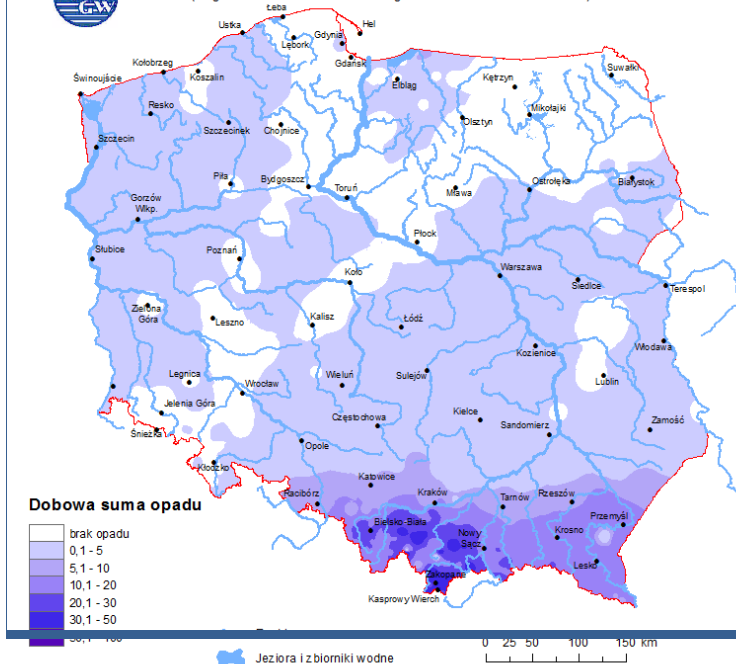 G-W
Łeba
Hel
Ustka
Lębork
Gdynia
Gdańsk
Kołobrzeg
Koszalin
Elbląg
Kętrzyn
Suwałki
Świnoujście
Resko
Mikołajki
Szczecinek
Chojnice
Olsztyn
Szczecin
Piła
Bydgoszcz
Toruń
Mława
Ostrołęka
Białystok
Gorzów
Wlkp.
Płock
Słubice
Poznań
Koło
Warszawa
Siedlce
Terespol
Zielona
Góra
Leszno
Kalisz
Łódź
Kozienice
Włodawa
Legnica
Wrocław
Wieluń
Sulejów
Lublin
Jelenia Góra
Śnieżka
Częstochowa
Kielce
Sandomierz
Zamość
Opole
Kłodzko
Katowice
Racibórz
Kraków
Tarnów
Rzeszów
Przemyśl
Bielsko-Biała
Nowy
Sącz
Krosno
Lesko
Zakopane
Kasprowy Wierch
Dobowa suma opadu
brak opadu
0,1 - 5
5,1 - 10
10,1 - 20
20,1 - 30
30,1 - 50
0 25 50 100 150 km
Jeziora i zbiorniki wodne